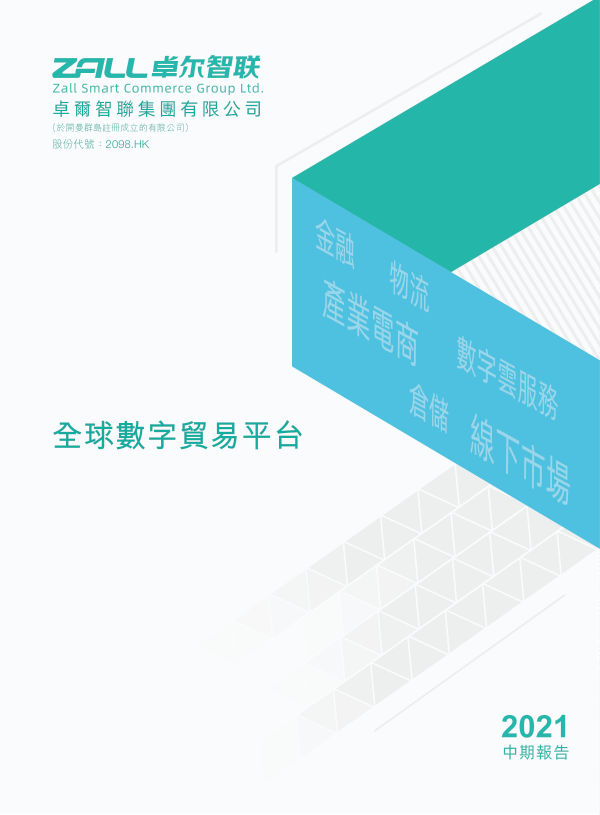 ZALL 卓尔智联
Zall Smart Commerce Group Ltd.
卓爾智聯集團有限公司
(於開曼群島註冊成立的有限公司)
股份代號：2098.HK
金融
物流
產業電商
數字雲服務
倉儲
線下市場
全球數字貿易平台
2021
中期報告